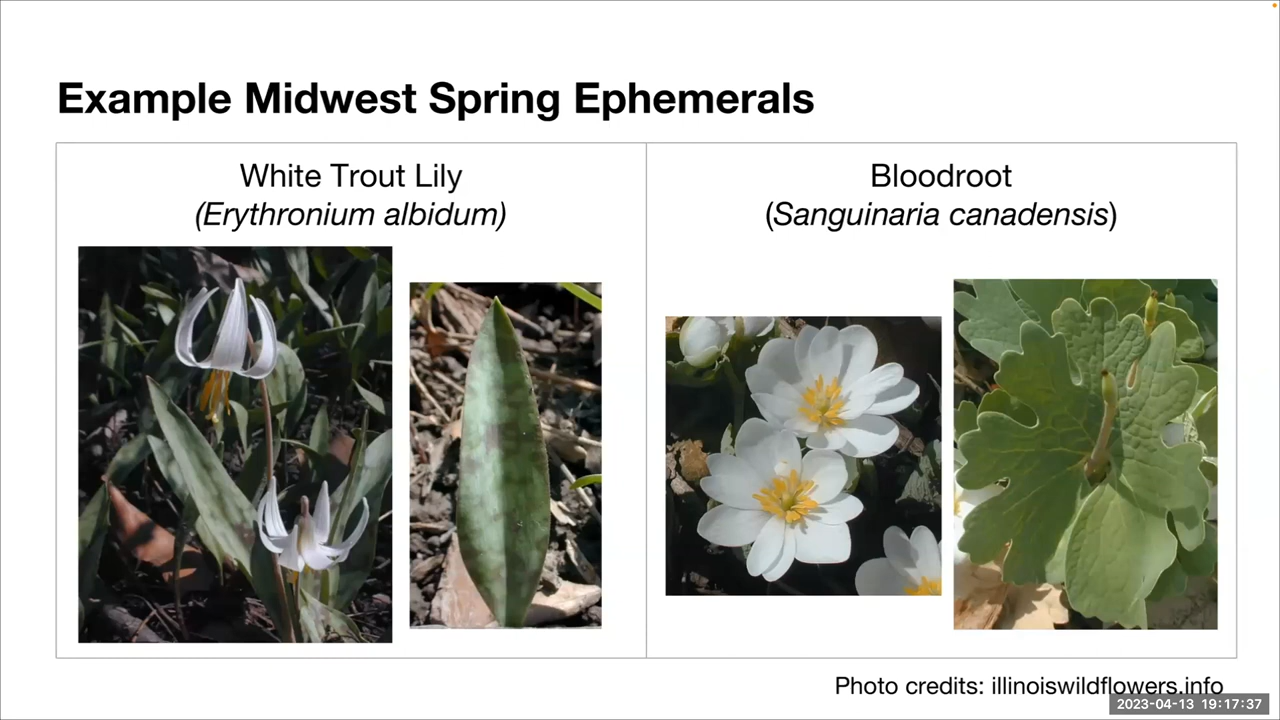 Example Midwest Spring Ephemerals
White Trout Lily
(Erythronium albidum)
Bloodroot
(Sanguinaria canadensis)
Photo credits: illinoiswildflowers.info
2023-04-13 19:17:37